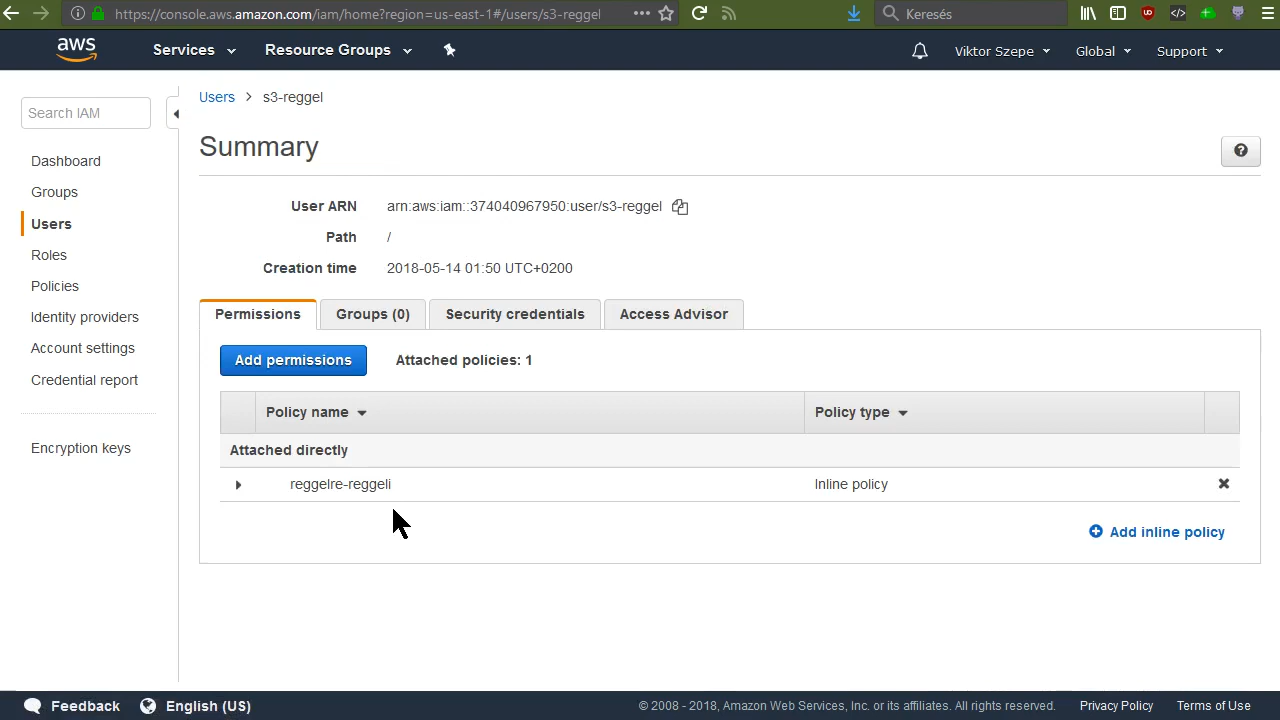 https://console.aws.amazon.com/iam/home?region=us-east-1#/users/s3-reggel
Keresés
aws
Services
Resource Groups
Viktor Szepe
Global
Support
Search IAM
Dashboard
Groups
Users
Roles
Policies
Identity providers
Account settings
Credential report
Encryption keys
Users > s3-reggel
Summary
User ARN arn:aws:iam::374040967950:user/s3-reggel
Path /
Creation time 2018-05-14 01:50 UTC+0200
Permissions Groups (0) Security credentials Access Advisor
Add permissions Attached policies: 1
Policy name Policy type
Attached directly
reggelre-reggeli Inline policy
Add inline policy
Feedback English (US) © 2008 - 2018, Amazon Web Services, Inc. or its affiliates. All rights reserved. Privacy Policy Terms of Use